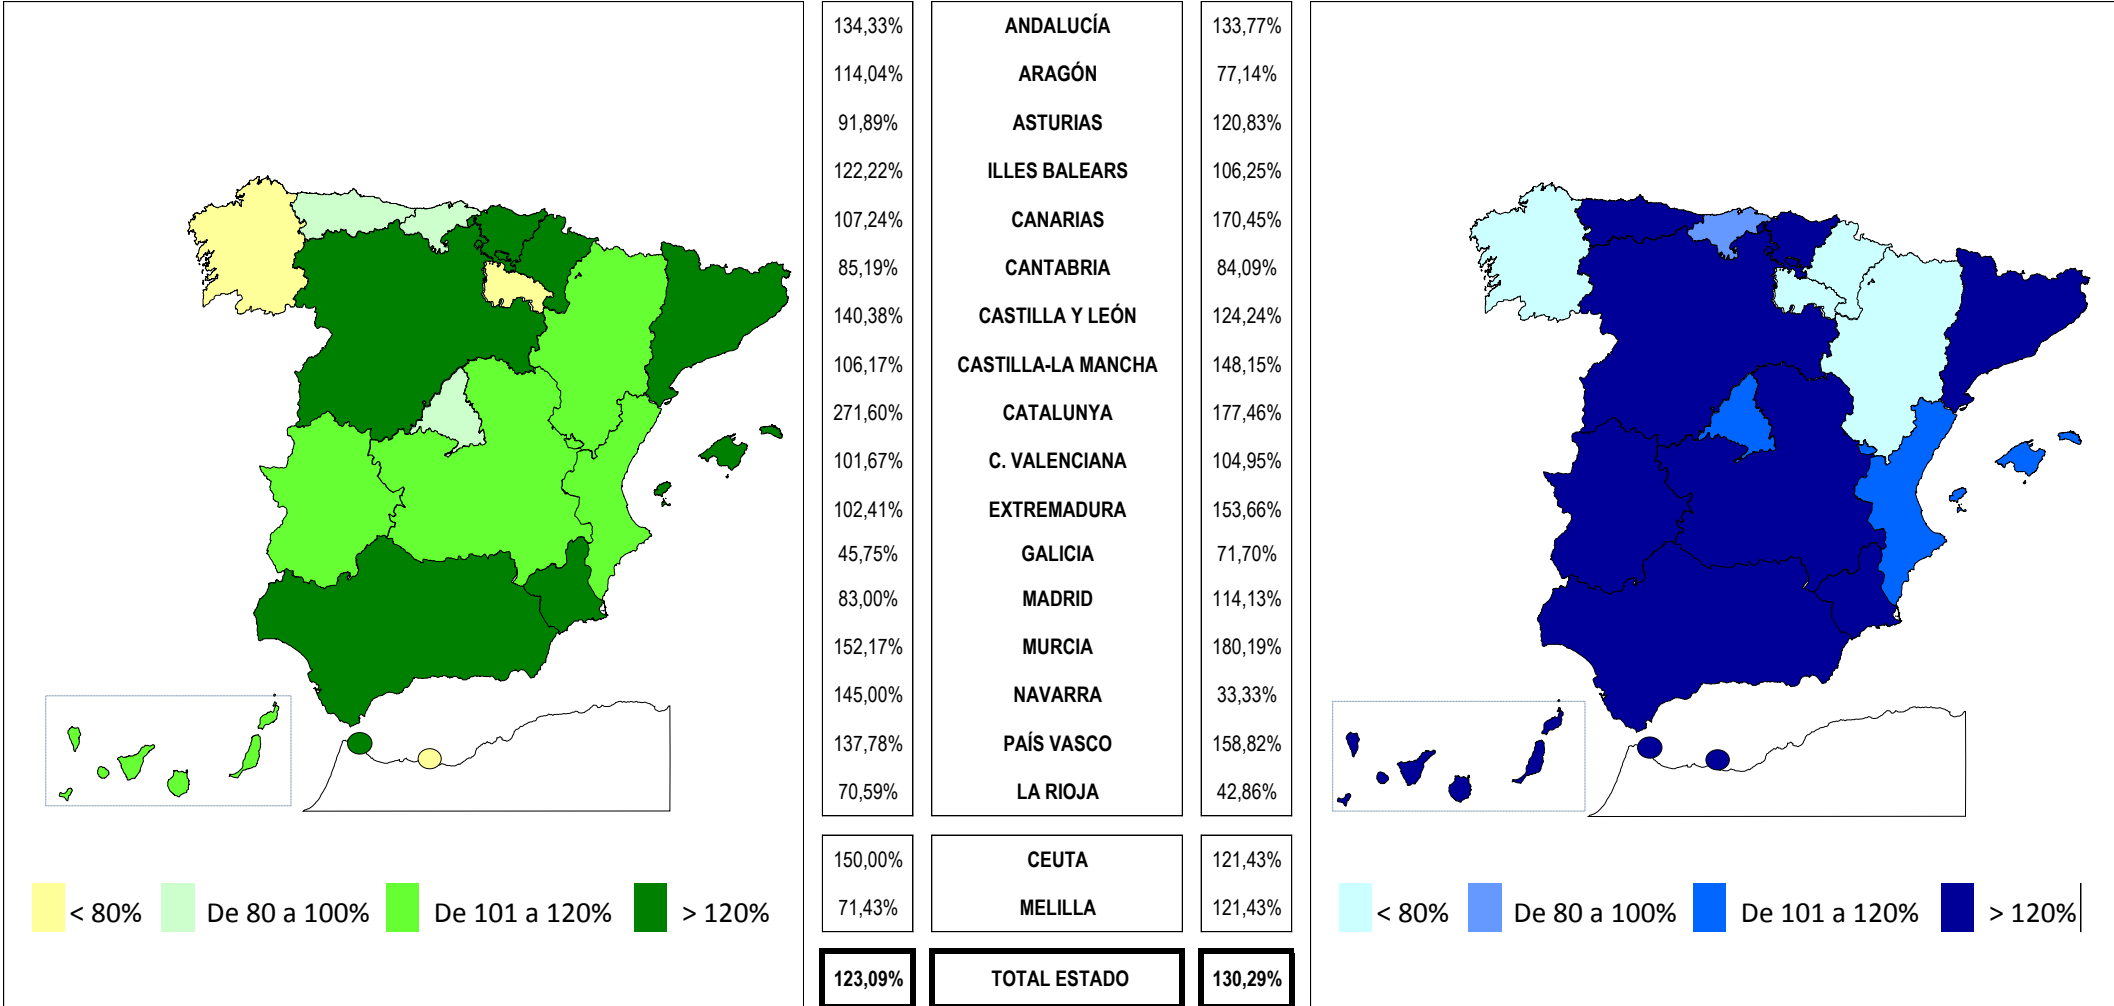 134,33% ANDALUCÍA 133,77%
114,04% ARAGÓN 77,14%
91,89% ASTURIAS 120,83%
122,22% ILLES BALEARS 106,25%
107,24% CANARIAS 170,45%
85,19% CANTABRIA 84,09%
140,38% CASTILLA Y LEÓN 124,24%
106,17% CASTILLA-LA MANCHA 148,15%
271,60% CATALUNYA 177,46%
101,67% C. VALENCIANA 104,95%
102,41% EXTREMADURA 153,66%
45,75% GALICIA 71,70%
83,00% MADRID 114,13%
152,17% MURCIA 180,19%
145,00% NAVARRA 33,33%
137,78% PAÍS VASCO 158,82%
70,59% LA RIOJA 42,86%
150,00% CEUTA 121,43%
71,43% MELILLA 121,43%
123,09% TOTAL ESTADO 130,29%
< 80% De 80 a 100% De 101 a 120% > 120%
< 80% De 80 a 100% De 101 a 120% > 120%